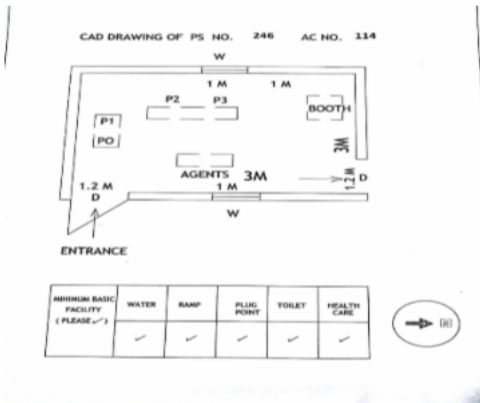 CAD DRAWING OF PS NO. 246 AC NO. 114
W
1 M 1 M
P2 P3
BOOTH
P1
PO
3M
AGENTS 3M
1.2 M 1 M 1.2 M D
D
W
ENTRANCE
MINIMUM BASIC FACILITY ( PLEASE ✓ ) WATER RAMP PLUG POINT TOILET HEALTH CARE
✓ ✓ ✓ ✓ ✓